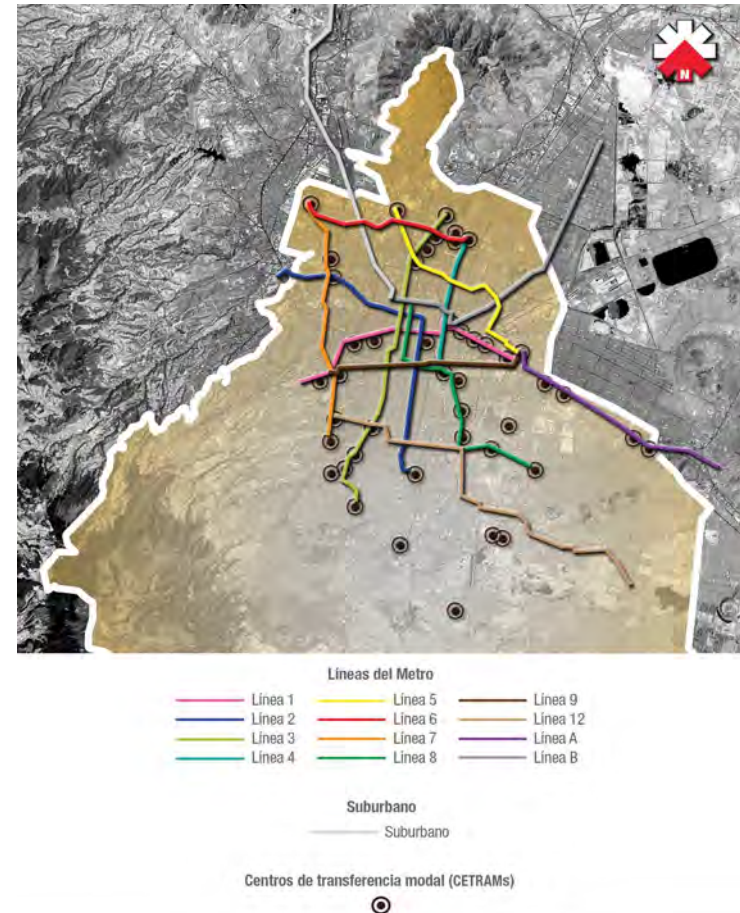 N
Líneas del Metro
Línea 1
Línea 2
Línea 3
Línea 4
Línea 5
Línea 6
Línea 7
Línea 8
Línea 9
Línea 12
Línea A
Línea B
Suburbano
Suburbano
Centros de transferencia modal (CETRAMs)